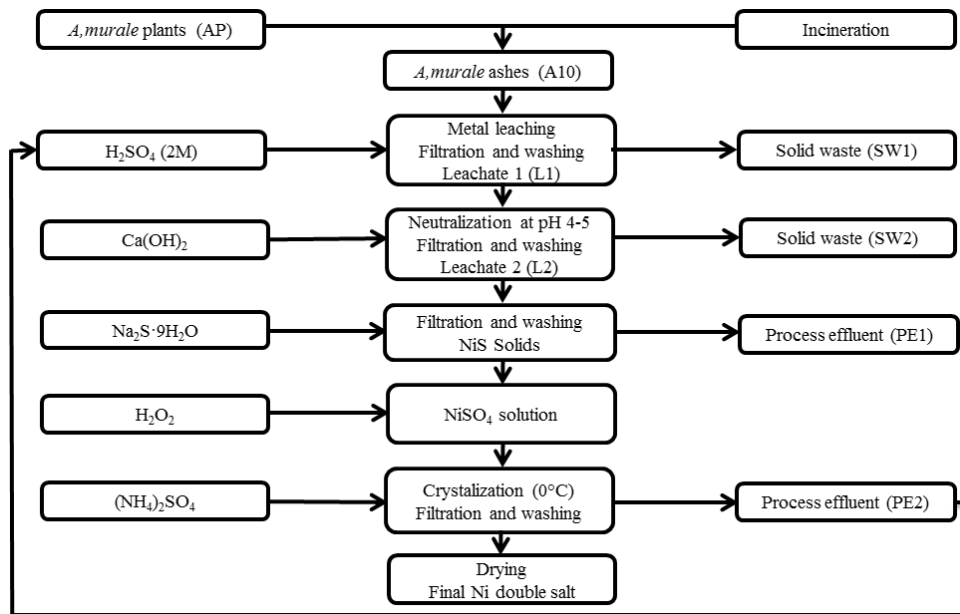 A,murale plants (AP)
Incineration
A,murale ashes (A10)
H₂SO₄ (2M)
Metal leaching
Filtration and washing
Leachate 1 (L1)
Solid waste (SW1)
Ca(OH)₂
Neutralization at pH 4-5
Filtration and washing
Leachate 2 (L2)
Solid waste (SW2)
Na₂S·9H₂O
Filtration and washing
NiS Solids
Process effluent (PE1)
H₂O₂
NiSO₄ solution
(NH₄)₂SO₄
Crystalization (0°C)
Filtration and washing
Process effluent (PE2)
Drying
Final Ni double salt